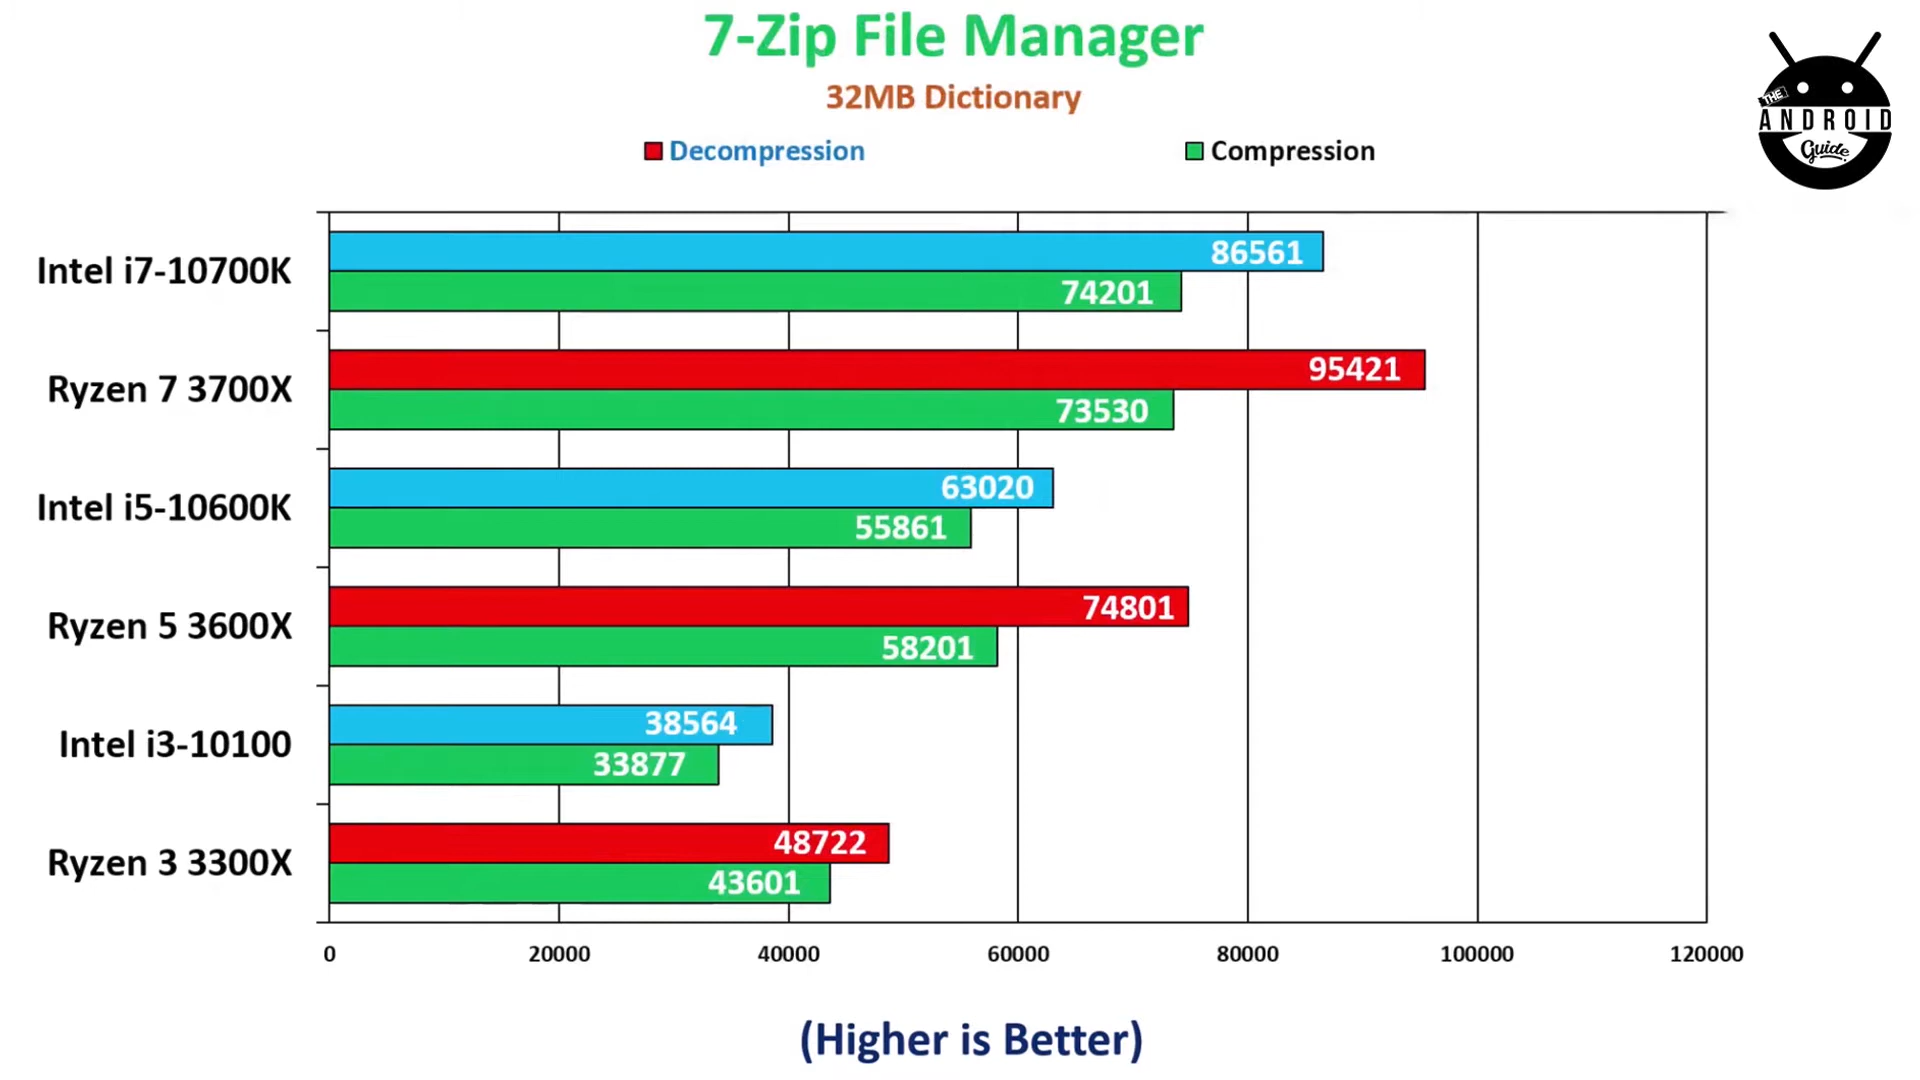 7-Zip File Manager
32MB Dictionary
Decompression Compression
THE
ANDROID
Guide
Intel i7-10700K
86561
74201
Ryzen 7 3700X
95421
73530
Intel i5-10600K
63020
55861
Ryzen 5 3600X
74801
58201
Intel i3-10100
38564
33877
Ryzen 3 3300X
48722
43601
0 20000 40000 60000 80000 100000 120000
(Higher is Better)